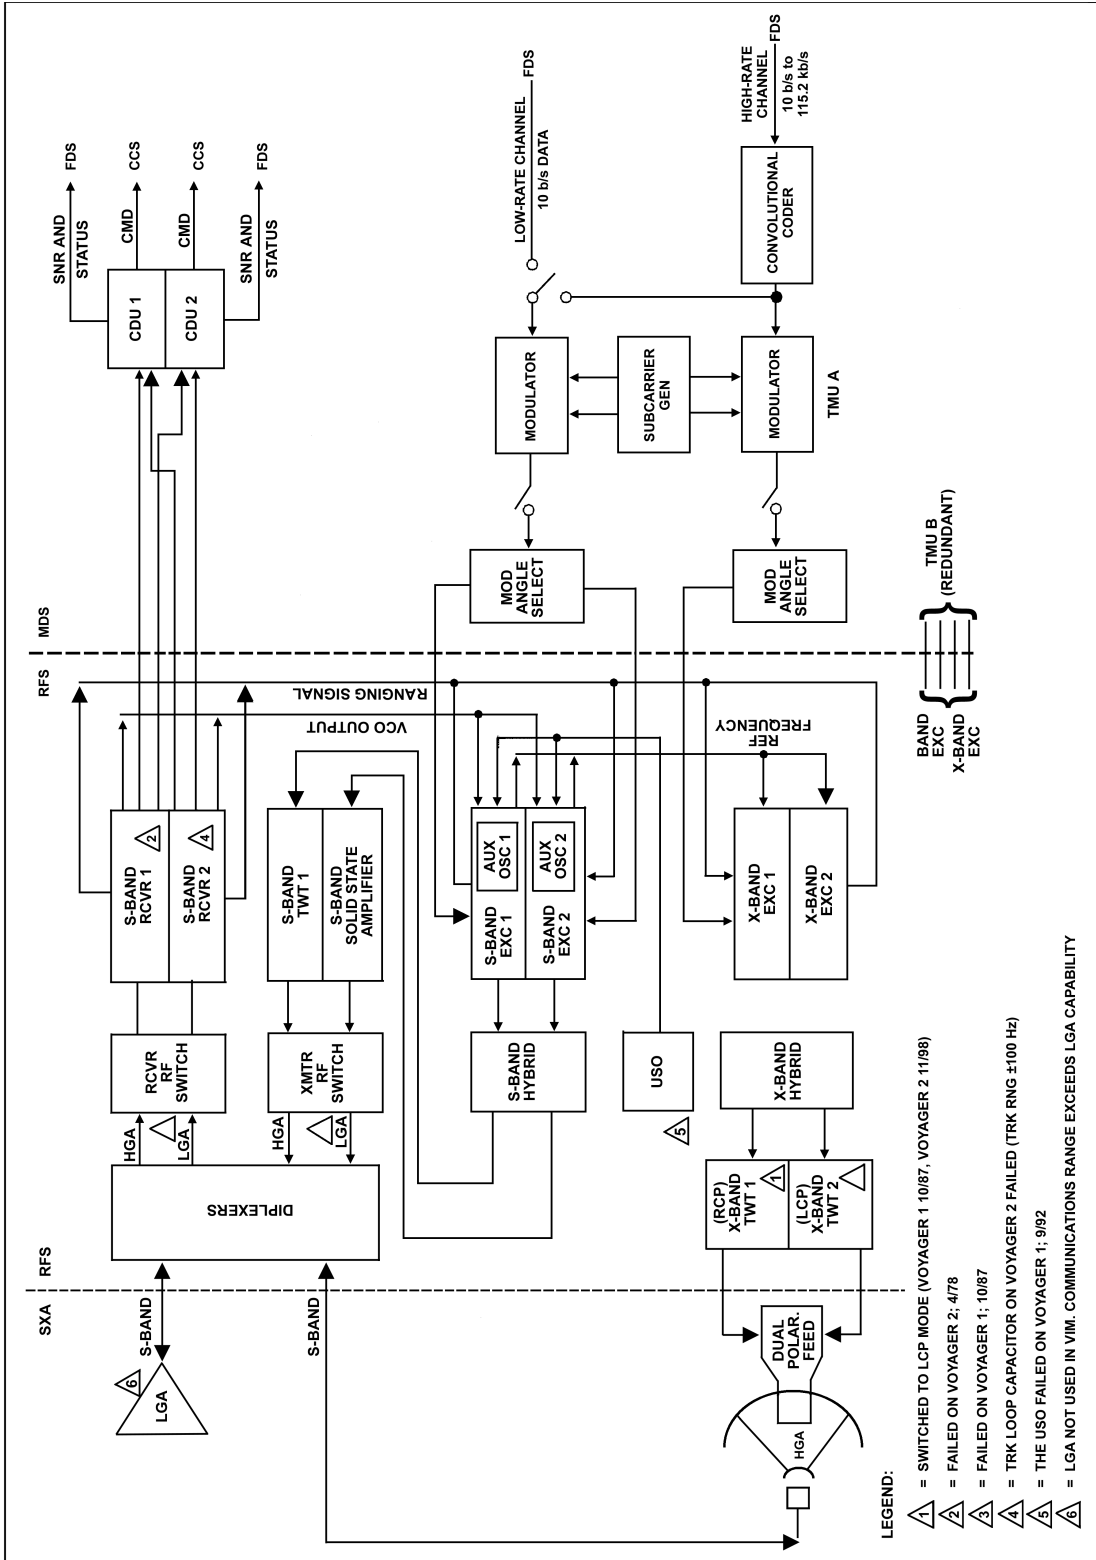 SXA
RFS
RFS
MDS
LGA
6
S-BAND
S-BAND
DIPLEXERS
HGA
LGA
RCVR
RF
SWITCH
S-BAND
RCVR 1
2
S-BAND
RCVR 2
4
CDU 1
CDU 2
SNR AND
STATUS
FDS
CMD
CCS
CMD
CCS
SNR AND
STATUS
FDS
RANGING SIGNAL
VCO OUTPUT
HGA
LGA
XMTR
RF
SWITCH
S-BAND
TWT 1
S-BAND
SOLID STATE
AMPLIFIER
S-BAND
HYBRID
S-BAND
EXC 1
AUX
OSC 1
S-BAND
EXC 2
AUX
OSC 2
MOD
ANGLE
SELECT
MODULATOR
LOW-RATE CHANNEL
10 b/s DATA
FDS
5
USO
REF
FREQUENCY
SUBCARRIER
GEN
HGA
DUAL
POLAR.
FEED
(RCP)
X-BAND
TWT 1
1
(LCP)
X-BAND
TWT 2
X-BAND
HYBRID
X-BAND
EXC 1
X-BAND
EXC 2
MOD
ANGLE
SELECT
MODULATOR
TMU A
CONVOLUTIONAL
CODER
HIGH-RATE
CHANNEL
10 b/s to
115.2 kb/s
FDS
BAND
EXC
X-BAND
EXC
TMU B
(REDUNDANT)
LEGEND:
1 = SWITCHED TO LCP MODE (VOYAGER 1 10/87, VOYAGER 2 11/98)
2 = FAILED ON VOYAGER 2; 4/78
3 = FAILED ON VOYAGER 1; 10/87
4 = TRK LOOP CAPACITOR ON VOYAGER 2 FAILED (TRK RNG ±100 Hz)
5 = THE USO FAILED ON VOYAGER 1; 9/92
6 = LGA NOT USED IN VIM. COMMUNICATIONS RANGE EXCEEDS LGA CAPABILITY